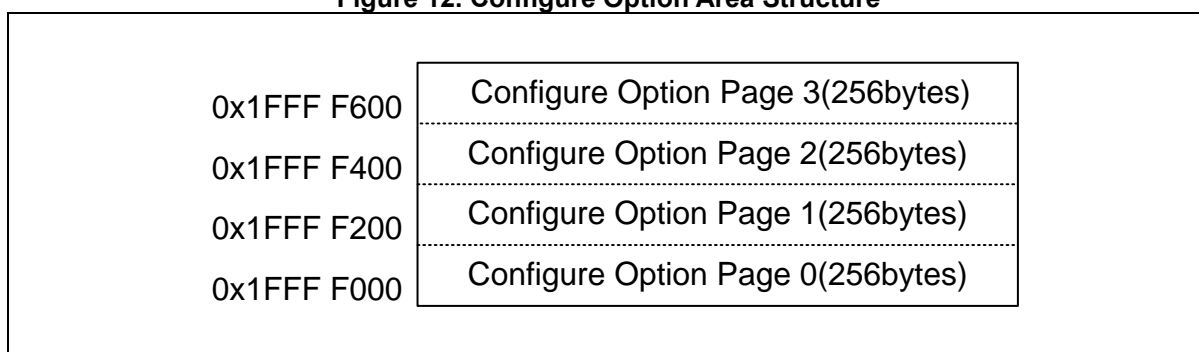 Figure 12. Configure Option Area Structure
0x1FFF F600 Configure Option Page 3(256bytes)
0x1FFF F400 Configure Option Page 2(256bytes)
0x1FFF F200 Configure Option Page 1(256bytes)
0x1FFF F000 Configure Option Page 0(256bytes)